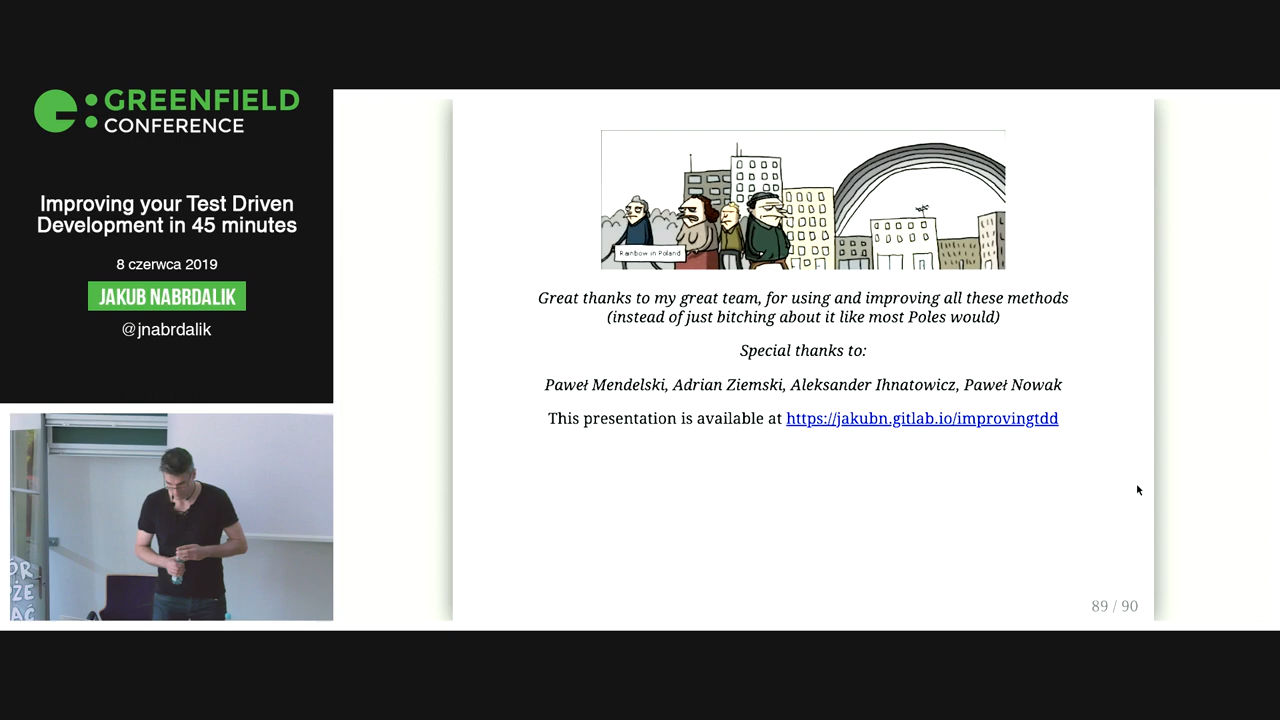 GREENFIELD
CONFERENCE
Improving your Test Driven
Development in 45 minutes
8 czerwca 2019
JAKUB NABRDALIK
@jnabrdalik
Rainbow in Poland
Great thanks to my great team, for using and improving all these methods
(instead of just bitching about it like most Poles would)
Special thanks to:
Paweł Mendelski, Adrian Ziemski, Aleksander Ihnatowicz, Paweł Nowak
This presentation is available at https://jakubn.gitlab.io/improvingtdd
89 / 90